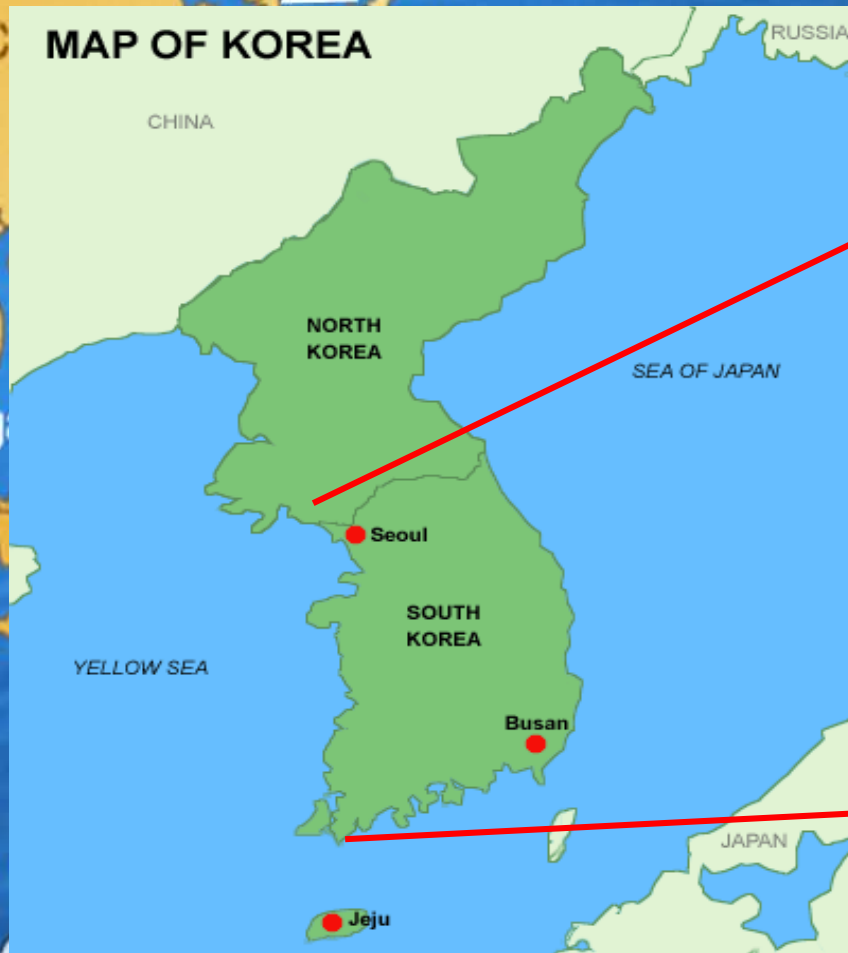 MAP OF KOREA
RUSSIA
CHINA
NORTH
KOREA
SEA OF JAPAN
Seoul
SOUTH
KOREA
YELLOW SEA
Busan
JAPAN
Jeju